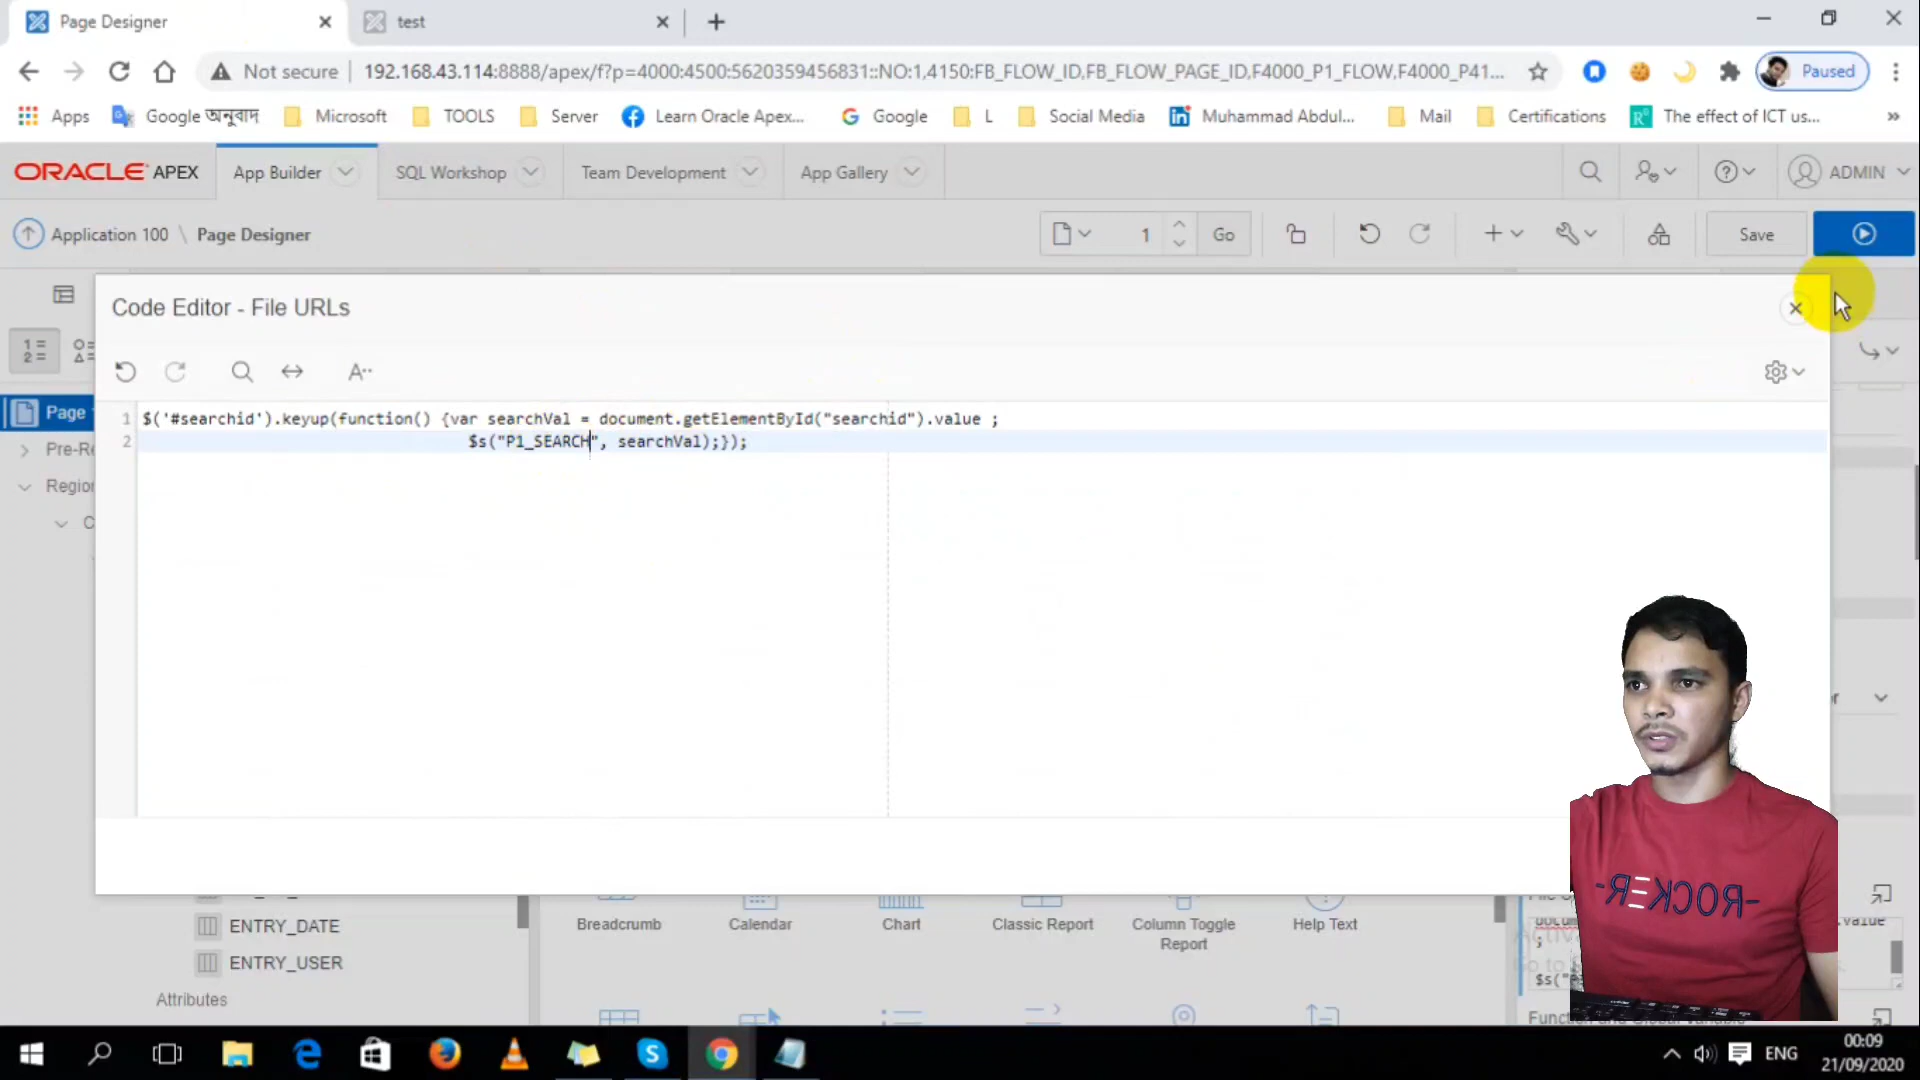 Page Designer
test
Not secure
192.168.43.114:8888/apex/f?p=4000:4500:5620359456831::NO:1,4150:FB_FLOW_ID,FB_FLOW_PAGE_ID,F4000_P1_FLOW,F4000_P41...
Paused
Apps
Google অনুবাদ
Microsoft
TOOLS
Server
Learn Oracle Apex...
Google
L
Social Media
Muhammad Abdul...
Mail
Certifications
The effect of ICT us...
»
ORACLE APEX
App Builder
SQL Workshop
Team Development
App Gallery
ADMIN
Application 100 \ Page Designer
1
Go
Save
Code Editor - File URLs
1 $('#searchid').keyup(function() {var searchVal = document.getElementById("searchid").value ;
2 $s("P1_SEARCH", searchVal);});
Page
Pre-Re
Region
C
ENTRY_DATE
ENTRY_USER
Attributes
Breadcrumb
Calendar
Chart
Classic Report
Column Toggle
Report
Help Text
;
-ROCKER-
ENG
00:09
21/09/2020